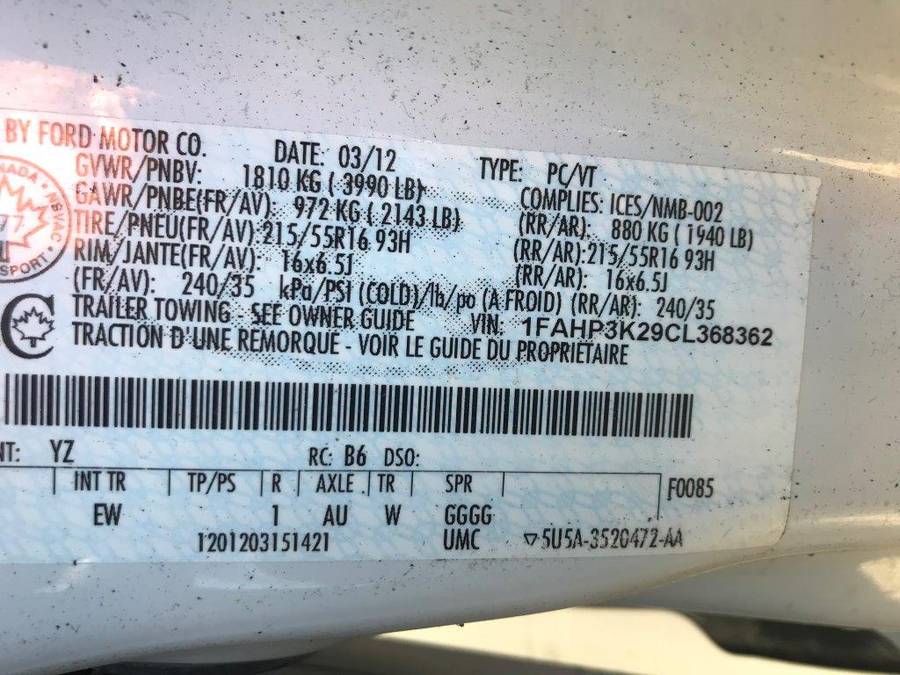 BY FORD MOTOR CO.
DATE: 03/12
TYPE: PC/VT
GVWR/PNBV: 1810 KG ( 3990 LB)
COMPLIES: ICES/NMB-002
GAWR/PNBE(FR/AV): 972 KG ( 2143 LB)
(RR/AR): 880 KG ( 1940 LB)
TIRE/PNEU(FR/AV): 215/55R16 93H
(RR/AR): 215/55R16 93H
RIM/JANTE(FR/AV): 16x6.5J
(RR/AR): 16x6.5J
(FR/AV): 240/35 kPa/PSI (COLD)/lb/po (A FROID) (RR/AR): 240/35
TRAILER TOWING - SEE OWNER GUIDE VIN: 1FAHP3K29CL368362
TRACTION D'UNE REMORQUE - VOIR LE GUIDE DU PROPRIÉTAIRE
NT: YZ
RC: B6 DSO:
INT TR TP/PS R AXLE TR SPR
F0085
EW 1 AU W GGGG
120120315142​1 UMC ▽5U5A-3520472-AA